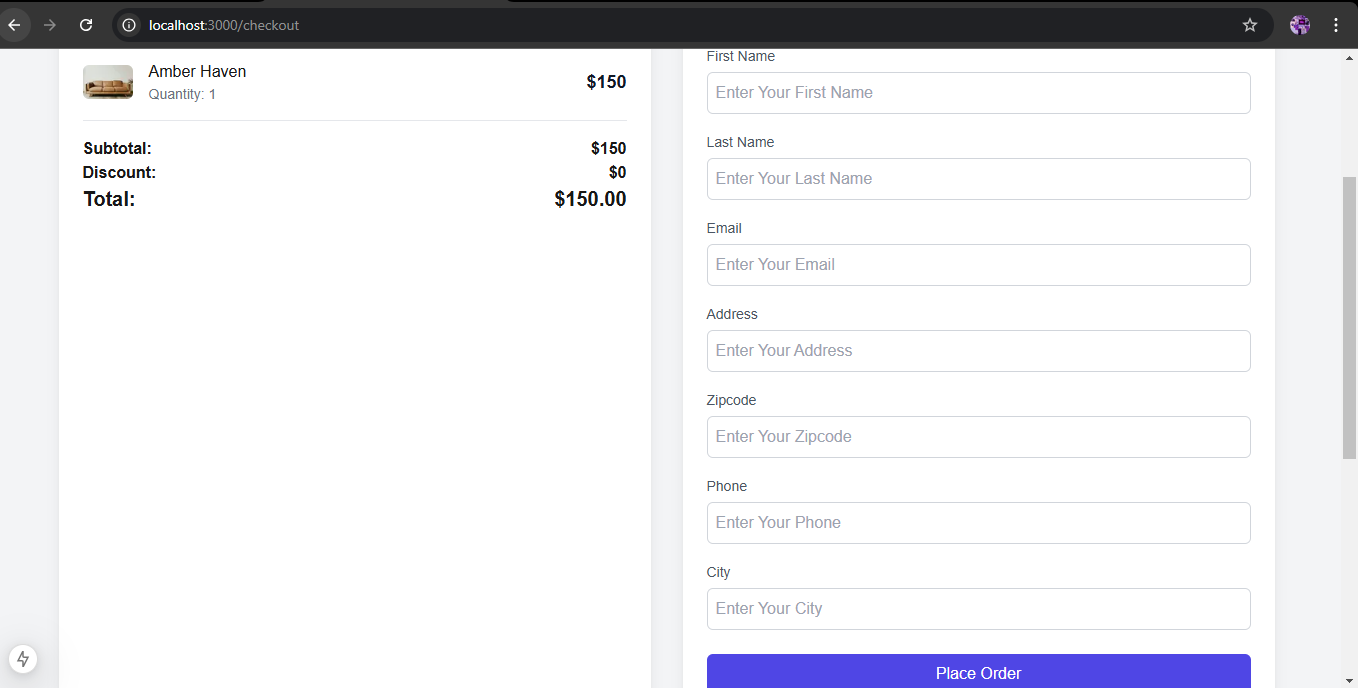 localhost:3000/checkout
Amber Haven
Quantity: 1
$150
Subtotal: $150
Discount: $0
Total: $150.00
First Name
Enter Your First Name
Last Name
Enter Your Last Name
Email
Enter Your Email
Address
Enter Your Address
Zipcode
Enter Your Zipcode
Phone
Enter Your Phone
City
Enter Your City
Place Order